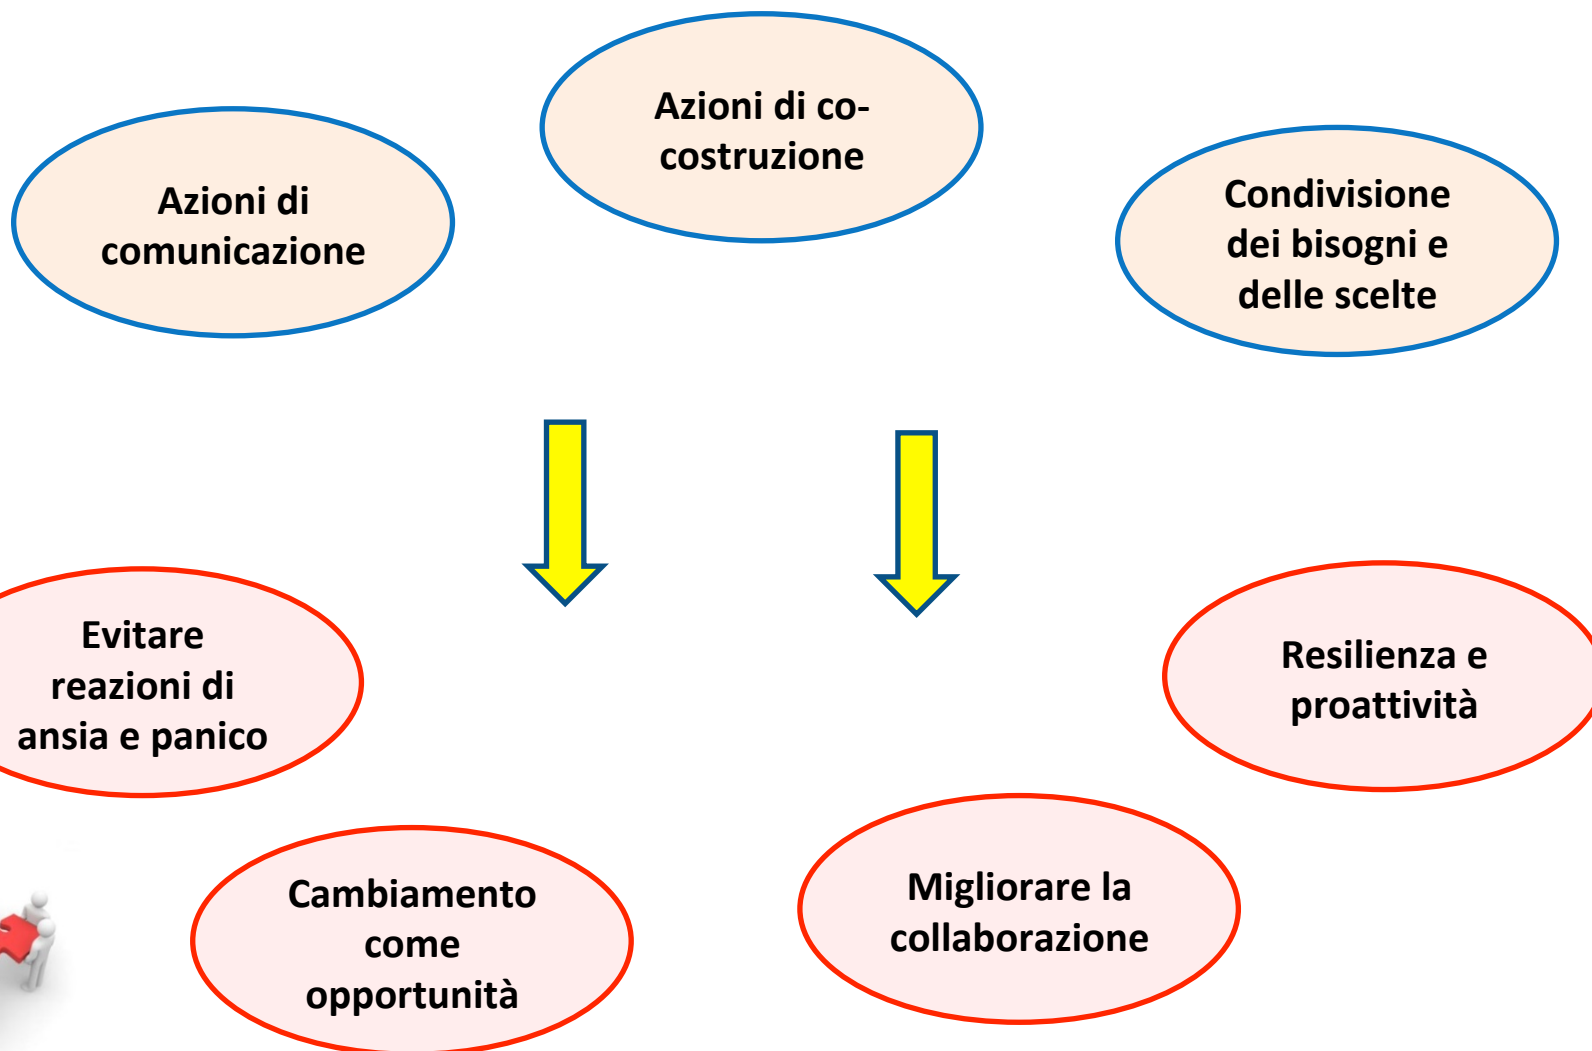 Azioni di co-
costruzione
Azioni di
comunicazione
Condivisione
dei bisogni e
delle scelte
Evitare
reazioni di
ansia e panico
Resilienza e
proattività
Cambiamento
come
opportunità
Migliorare la
collaborazione